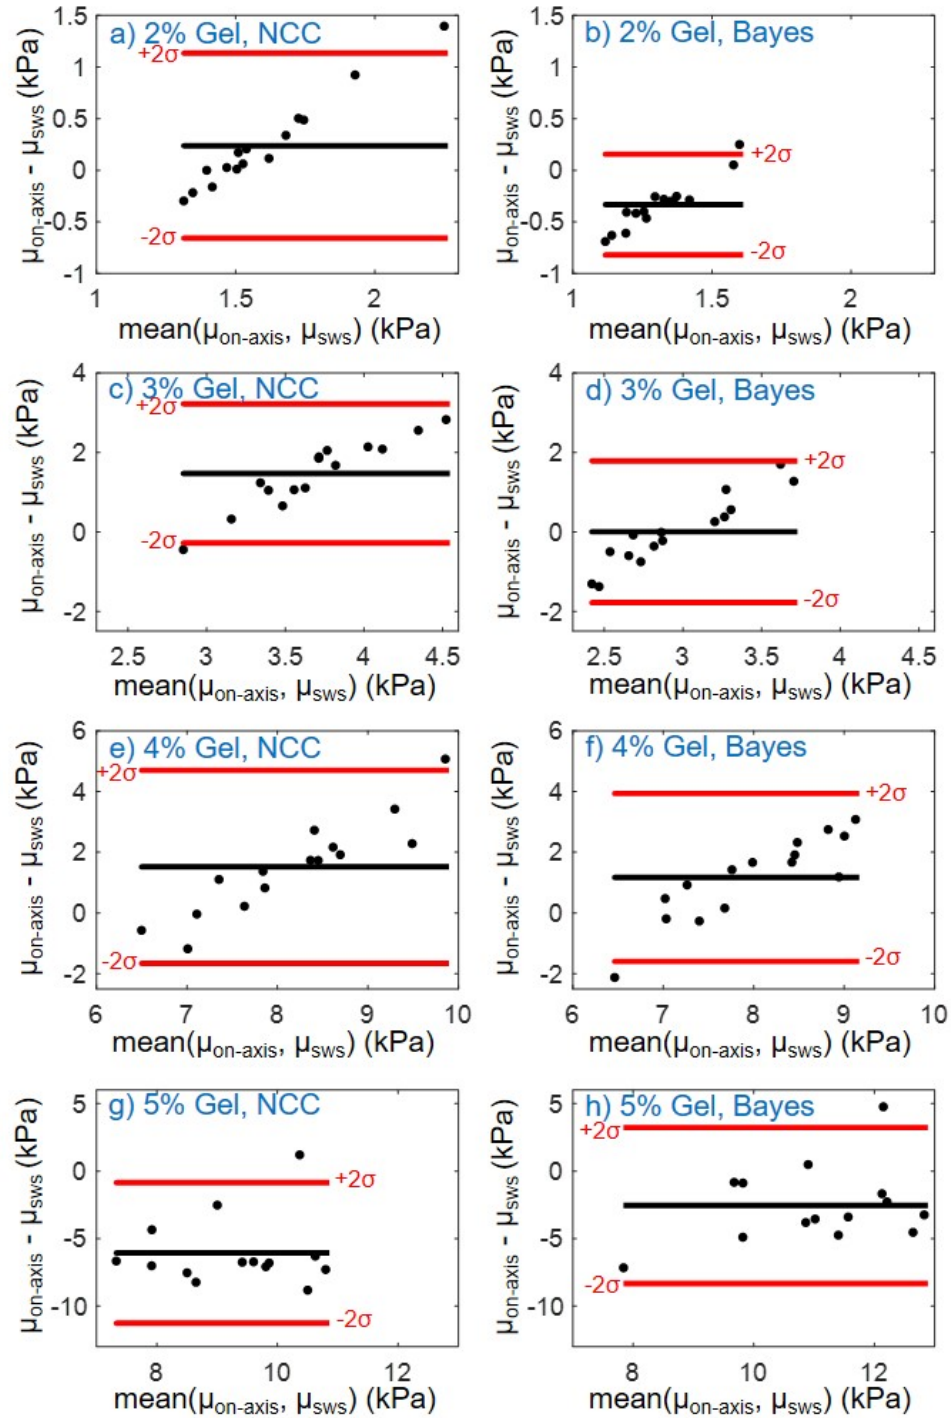 a) 2% Gel, NCC
+2σ
-2σ
1.5
1
0.5
0
-0.5
-1
μon-axis - μsws (kPa)
1
1.5
2
mean(μon-axis, μsws) (kPa)
b) 2% Gel, Bayes
+2σ
-2σ
1.5
1
0.5
0
-0.5
-1
μon-axis - μsws (kPa)
1
1.5
2
mean(μon-axis, μsws) (kPa)
c) 3% Gel, NCC
+2σ
-2σ
4
2
0
-2
μon-axis - μsws (kPa)
2.5
3
3.5
4
4.5
mean(μon-axis, μsws) (kPa)
d) 3% Gel, Bayes
+2σ
-2σ
4
2
0
-2
μon-axis - μsws (kPa)
2.5
3
3.5
4
4.5
mean(μon-axis, μsws) (kPa)
e) 4% Gel, NCC
+2σ
-2σ
6
4
2
0
-2
μon-axis - μsws (kPa)
6
7
8
9
10
mean(μon-axis, μsws) (kPa)
f) 4% Gel, Bayes
+2σ
-2σ
6
4
2
0
-2
μon-axis - μsws (kPa)
6
7
8
9
10
mean(μon-axis, μsws) (kPa)
g) 5% Gel, NCC
+2σ
-2σ
5
0
-5
-10
μon-axis - μsws (kPa)
8
10
12
mean(μon-axis, μsws) (kPa)
h) 5% Gel, Bayes
+2σ
-2σ
5
0
-5
-10
μon-axis - μsws (kPa)
8
10
12
mean(μon-axis, μsws) (kPa)